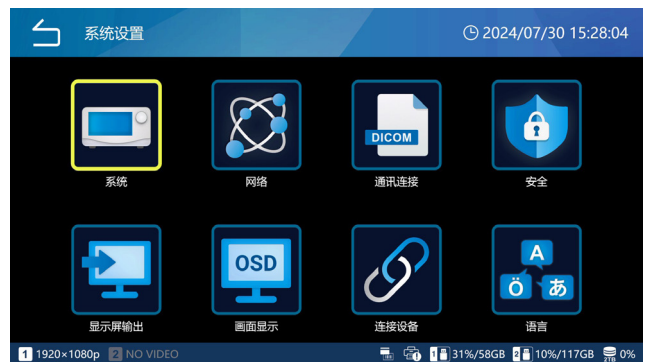 系统设置
2024/07/30 15:28:04
DICOM
系统
网络
通讯连接
安全
OSD
A
Ö あ
显示屏输出
画面显示
连接设备
语言
1 1920×1080p 2 NO VIDEO 1 31%/58GB 2 10%/117GB 2TB 0%